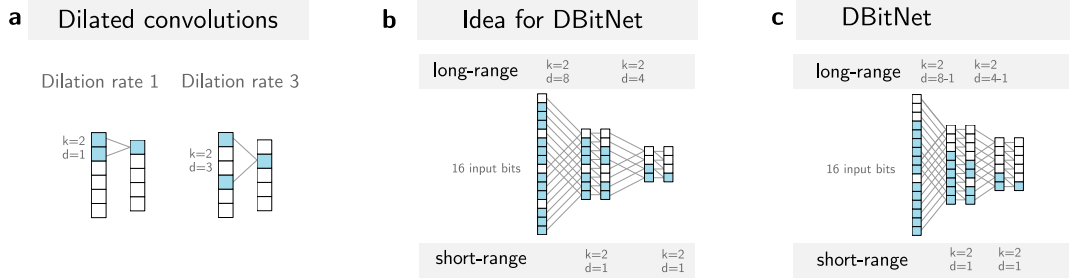 a Dilated convolutions
Dilation rate 1
Dilation rate 3
k=2
d=1
k=2
d=3
b Idea for DBitNet
long-range
k=2
d=8
k=2
d=4
16 input bits
short-range
k=2
d=1
k=2
d=1
c DBitNet
long-range
k=2
d=8-1
k=2
d=4-1
16 input bits
short-range
k=2
d=1
k=2
d=1